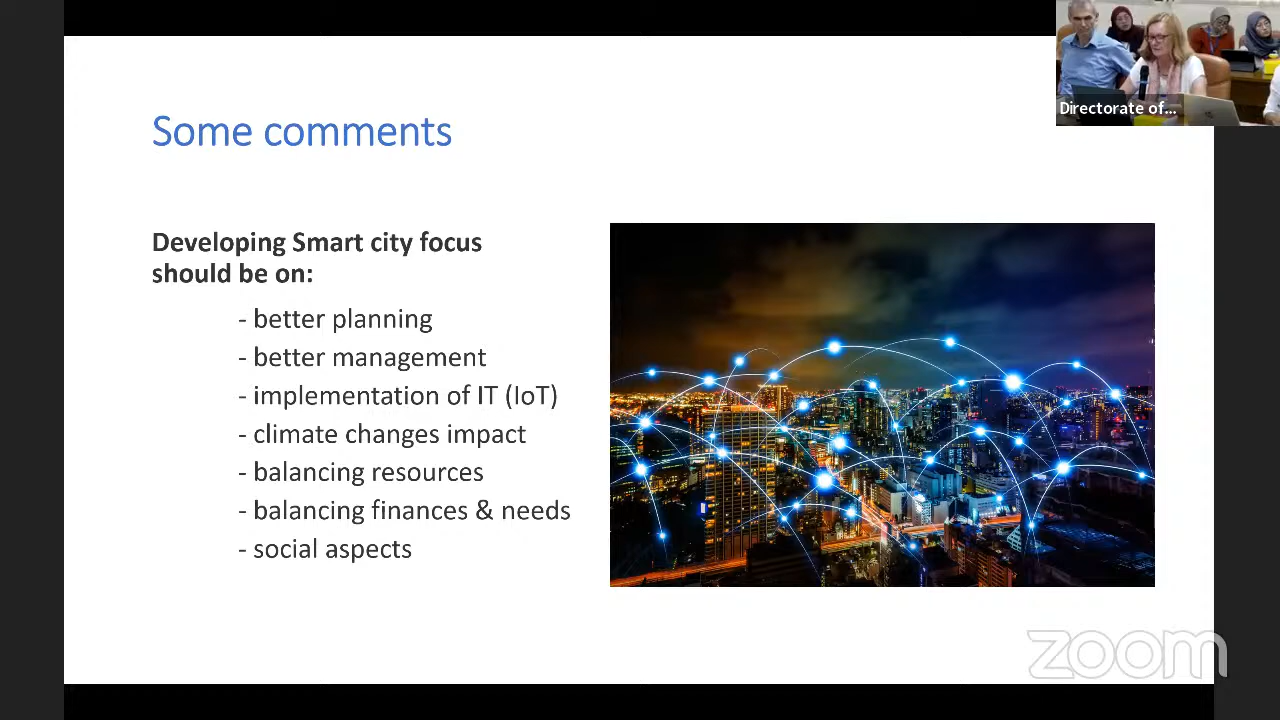 Directorate of...
Some comments
Developing Smart city focus
should be on:
- better planning
- better management
- implementation of IT (IoT)
- climate changes impact
- balancing resources
- balancing finances & needs
- social aspects
zoom